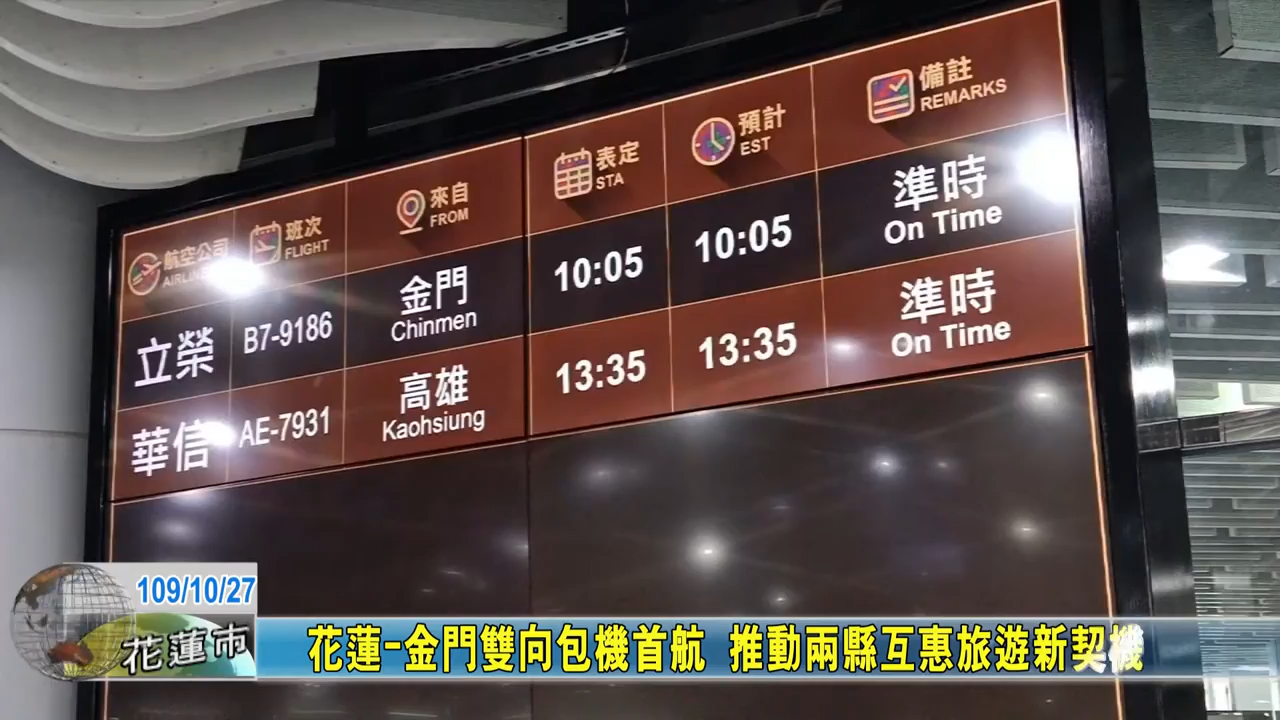 航空公司 班次 來自 表定 預計 備註
AIRLINE FLIGHT FROM STA EST REMARKS
立榮 B7-9186 金門 10:05 10:05 準時
Chinmen On Time
華信 AE-7931 高雄 13:35 13:35 準時
Kaohsiung On Time
109/10/27
花蓮市
花蓮-金門雙向包機首航 推動兩縣互惠旅遊新契機